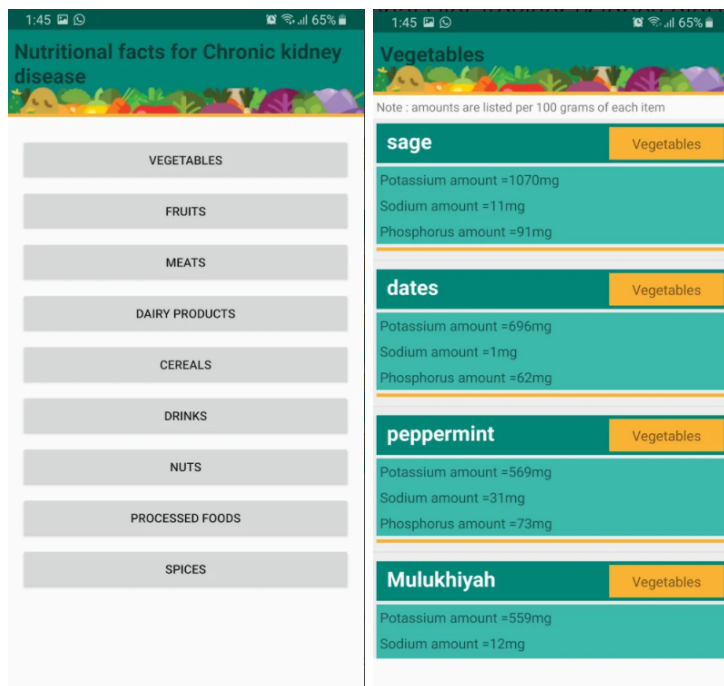 1:45
65%
Nutritional facts for Chronic kidney
disease
VEGETABLES
FRUITS
MEATS
DAIRY PRODUCTS
CEREALS
DRINKS
NUTS
PROCESSED FOODS
SPICES
1:45
65%
Vegetables
Note : amounts are listed per 100 grams of each item
sage
Vegetables
Potassium amount =1070mg
Sodium amount =11mg
Phosphorus amount =91mg
dates
Vegetables
Potassium amount =696mg
Sodium amount =1mg
Phosphorus amount =62mg
peppermint
Vegetables
Potassium amount =569mg
Sodium amount =31mg
Phosphorus amount =73mg
Mulukhiyah
Vegetables
Potassium amount =559mg
Sodium amount =12mg